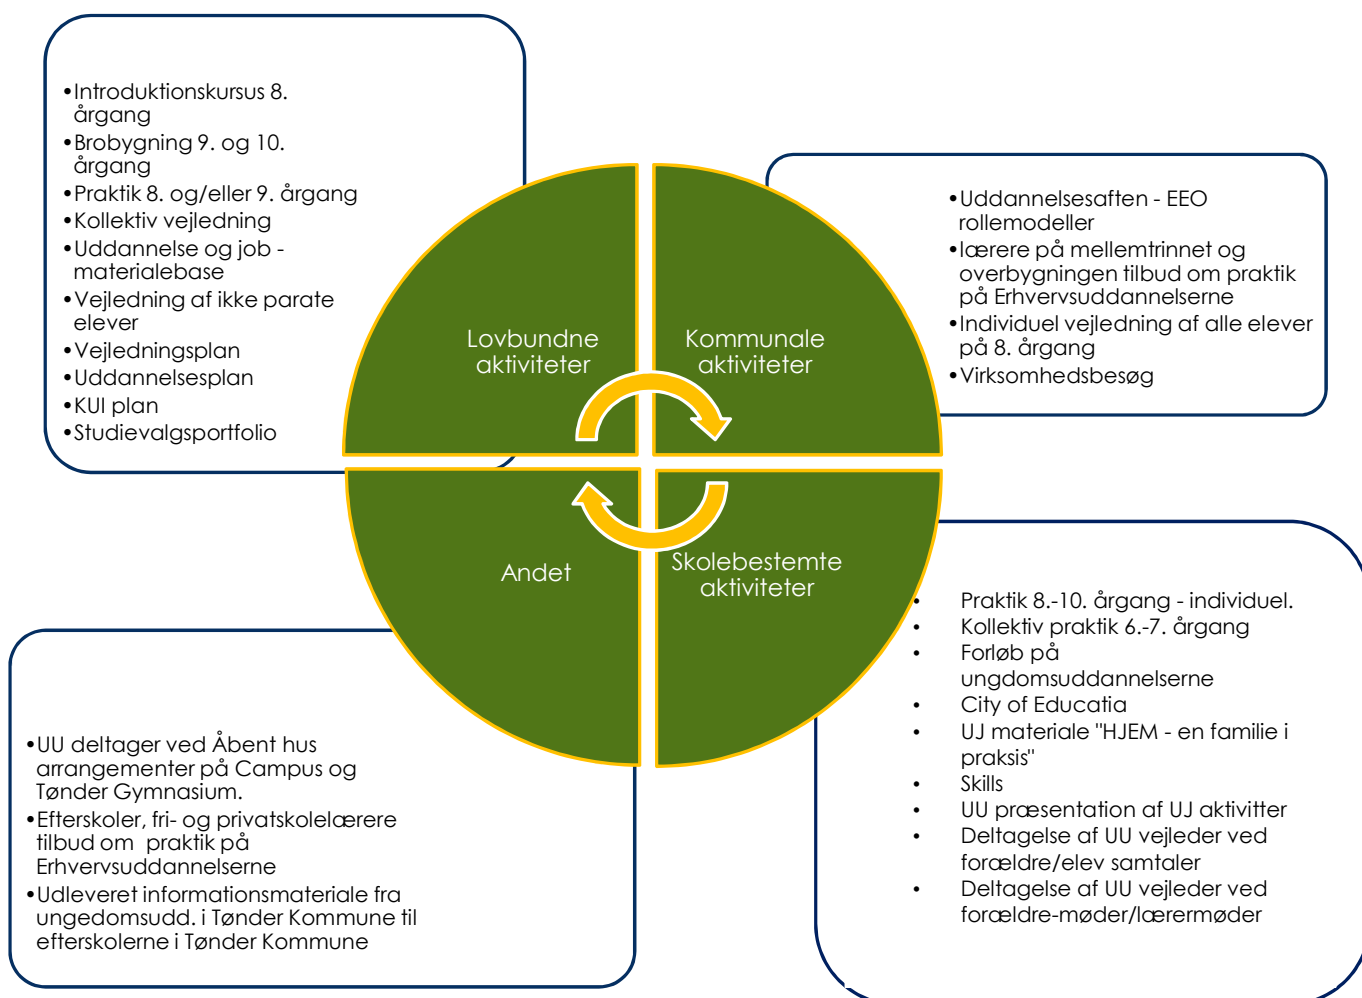 •Introduktionskursus 8.
årgang
•Brobygning 9. og 10.
årgang
•Praktik 8. og/eller 9. årgang
•Kollektiv vejledning
•Uddannelse og job -
materialebase
•Vejledning af ikke parate
elever
•Vejledningsplan
•Uddannelsesplan
•KUI plan
•Studievalgsportfolio
•Uddannelsesaften - EEO
rollemodeller
•lærere på mellemtrinnet og
overbygningen tilbud om praktik
på Erhvervsuddannelserne
•Individuel vejledning af alle elever
på 8. årgang
•Virksomhedsbesøg
Lovbundne
aktiviteter
Kommunale
aktiviteter
Andet
Skolebestemte
aktiviteter
•UU deltager ved Åbent hus
arrangementer på Campus og
Tønder Gymnasium.
•Efterskoler, fri- og privatskolelærere
tilbud om praktik på
Erhvervsuddannelserne
•Udleveret informationsmateriale fra
ungedomsudd. i Tønder Kommune til
efterskolerne i Tønder Kommune
• Praktik 8.-10. årgang - individuel.
• Kollektiv praktik 6.-7. årgang
• Forløb på
ungdomsuddannelserne
• City of Educatia
• UJ materiale "HJEM - en familie i
praksis"
• Skills
• UU præsentation af UJ aktivitter
• Deltagelse af UU vejleder ved
forældre/elev samtaler
• Deltagelse af UU vejleder ved
forældre-møder/lærermøder